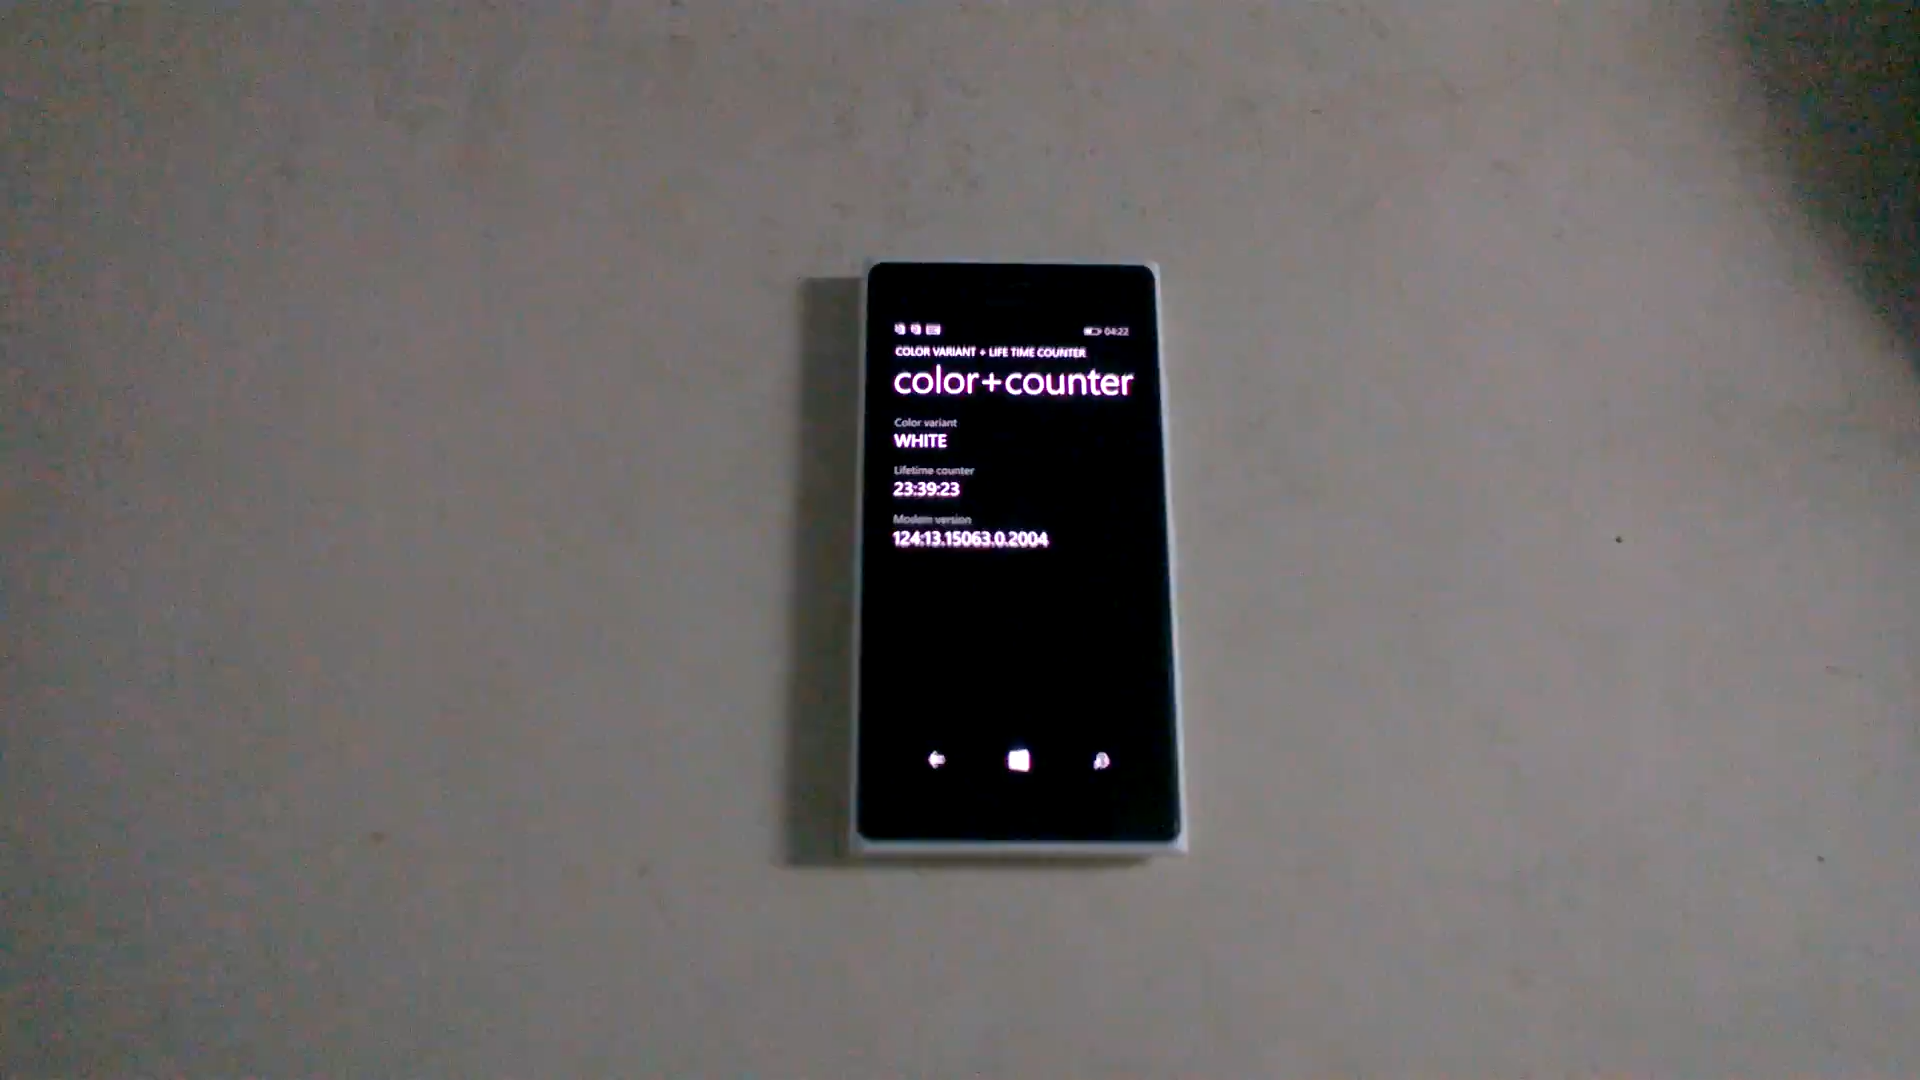 04:22
COLOR VARIANT + LIFE TIME COUNTER
color+counter
Color variant
WHITE
Lifetime counter
23:39:23
Modem version
124:13.15063.0.2004